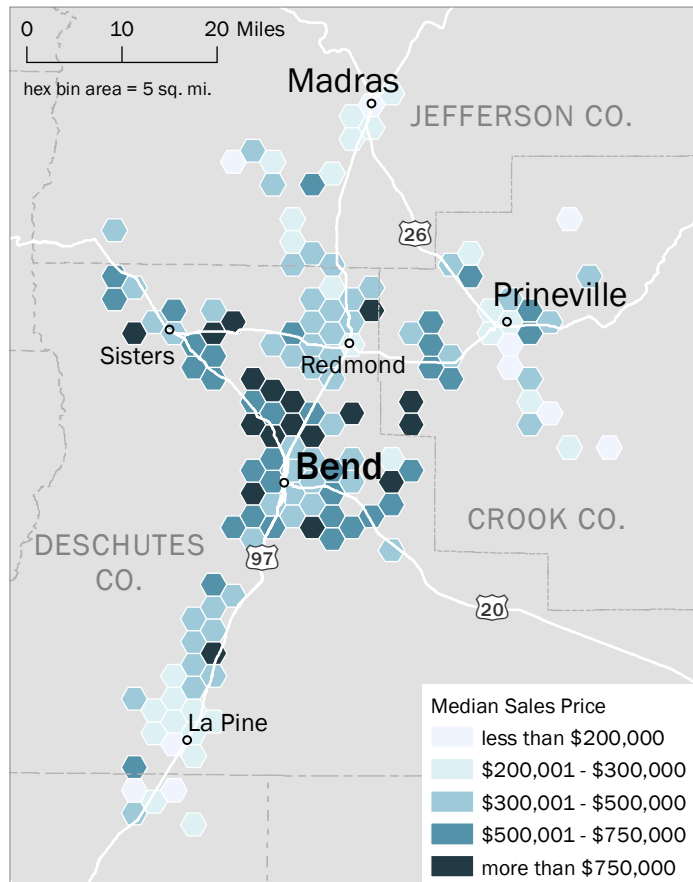 0 10 20 Miles
hex bin area = 5 sq. mi.
Madras
JEFFERSON CO.
26
Prineville
Sisters
Redmond
Bend
CROOK CO.
DESCHUTES
CO.
97
20
La Pine
Median Sales Price
less than $200,000
$200,001 - $300,000
$300,001 - $500,000
$500,001 - $750,000
more than $750,000